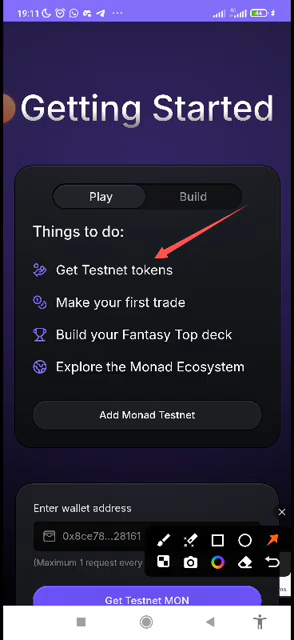 19:11
44
Getting Started
Play
Build
Things to do:
Get Testnet tokens
Make your first trade
Build your Fantasy Top deck
Explore the Monad Ecosystem
Add Monad Testnet
Enter wallet address
0x8ce78...28161
(Maximum 1 request every
Get Testnet MON